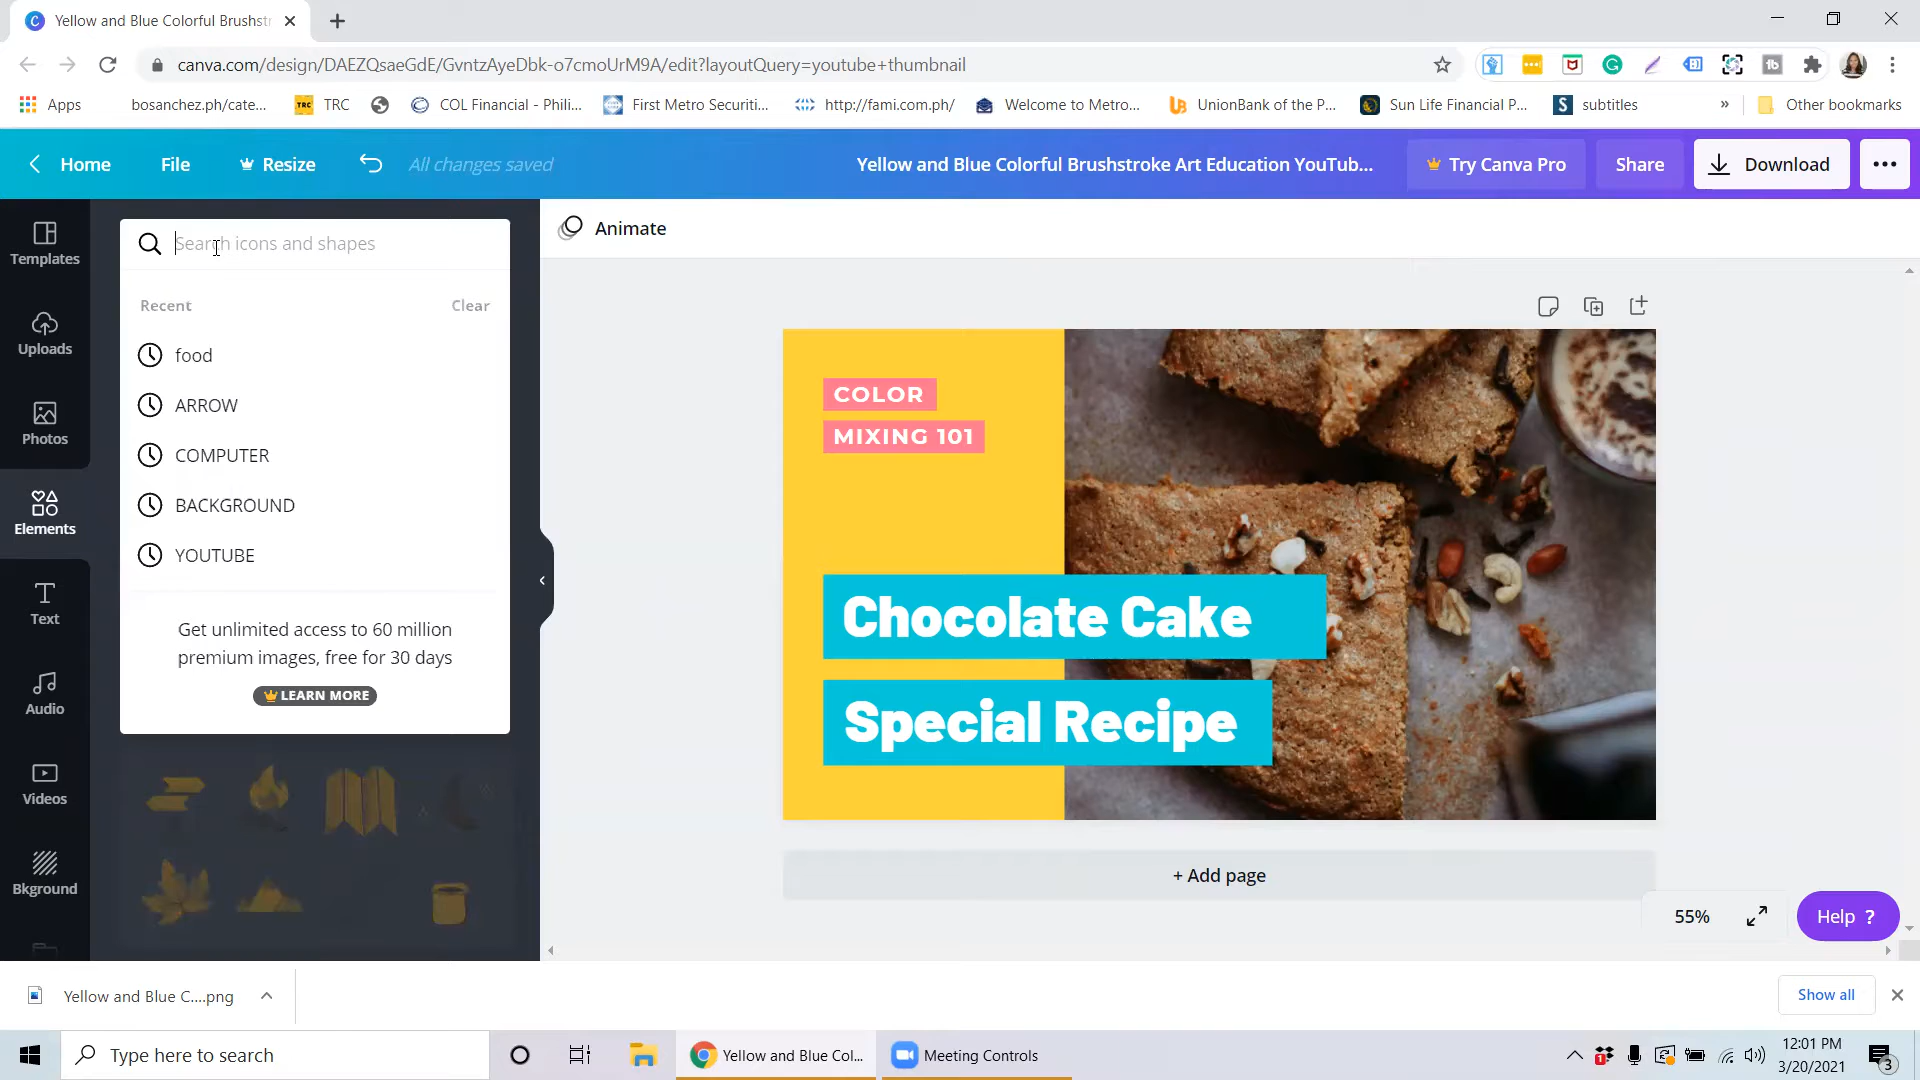 Yellow and Blue Colorful Brushstr
canva.com/design/DAEZQsaeGdE/GvntzAyeDbk-o7cmoUrM9A/edit?layoutQuery=youtube+thumbnail
Apps bosanchez.ph/cate... TRC COL Financial - Phili... First Metro Securiti... http://fami.com.ph/ Welcome to Metro... UnionBank of the P... Sun Life Financial P... subtitles » Other bookmarks
Home File Resize All changes saved Yellow and Blue Colorful Brushstroke Art Education YouTub... Try Canva Pro Share Download
Templates
Uploads
Photos
Elements
Text
Audio
Videos
Bkground
Search icons and shapes
Recent Clear
food
ARROW
COMPUTER
BACKGROUND
YOUTUBE
Get unlimited access to 60 million
premium images, free for 30 days
LEARN MORE
Animate
COLOR
MIXING 101
Chocolate Cake
Special Recipe
+ Add page
55%
Help ?
Yellow and Blue C....png
Show all
Type here to search
Yellow and Blue Col...
Meeting Controls
12:01 PM
3/20/2021
3